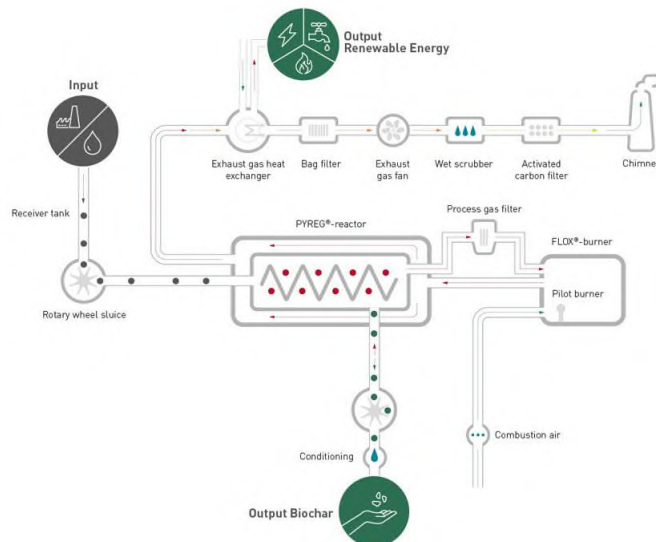 Output
Renewable Energy
Input
Exhaust gas heat
exchanger
Bag filter
Exhaust
gas fan
Wet scrubber
Activated
carbon filter
Chimne
Receiver tank
PYREG®-reactor
Process gas filter
FLOX®-burner
Pilot burner
Rotary wheel sluice
Combustion air
Conditioning
Output Biochar